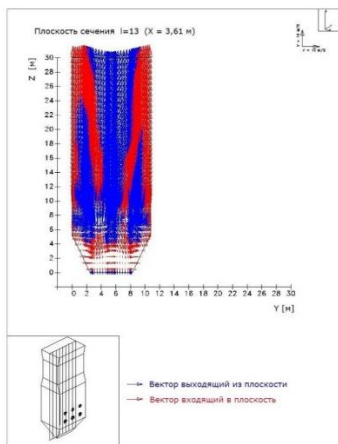 Плоскость сечения I=13 (X = 3,61 м)
Z [м]
30
28
26
24
22
20
18
16
14
12
10
8
6
4
2
0
0 2 4 6 8 10 12 14 16 18 20 22 24 26 28 30
Y [м]
Вектор выходящий из плоскости
Вектор входящий в плоскость